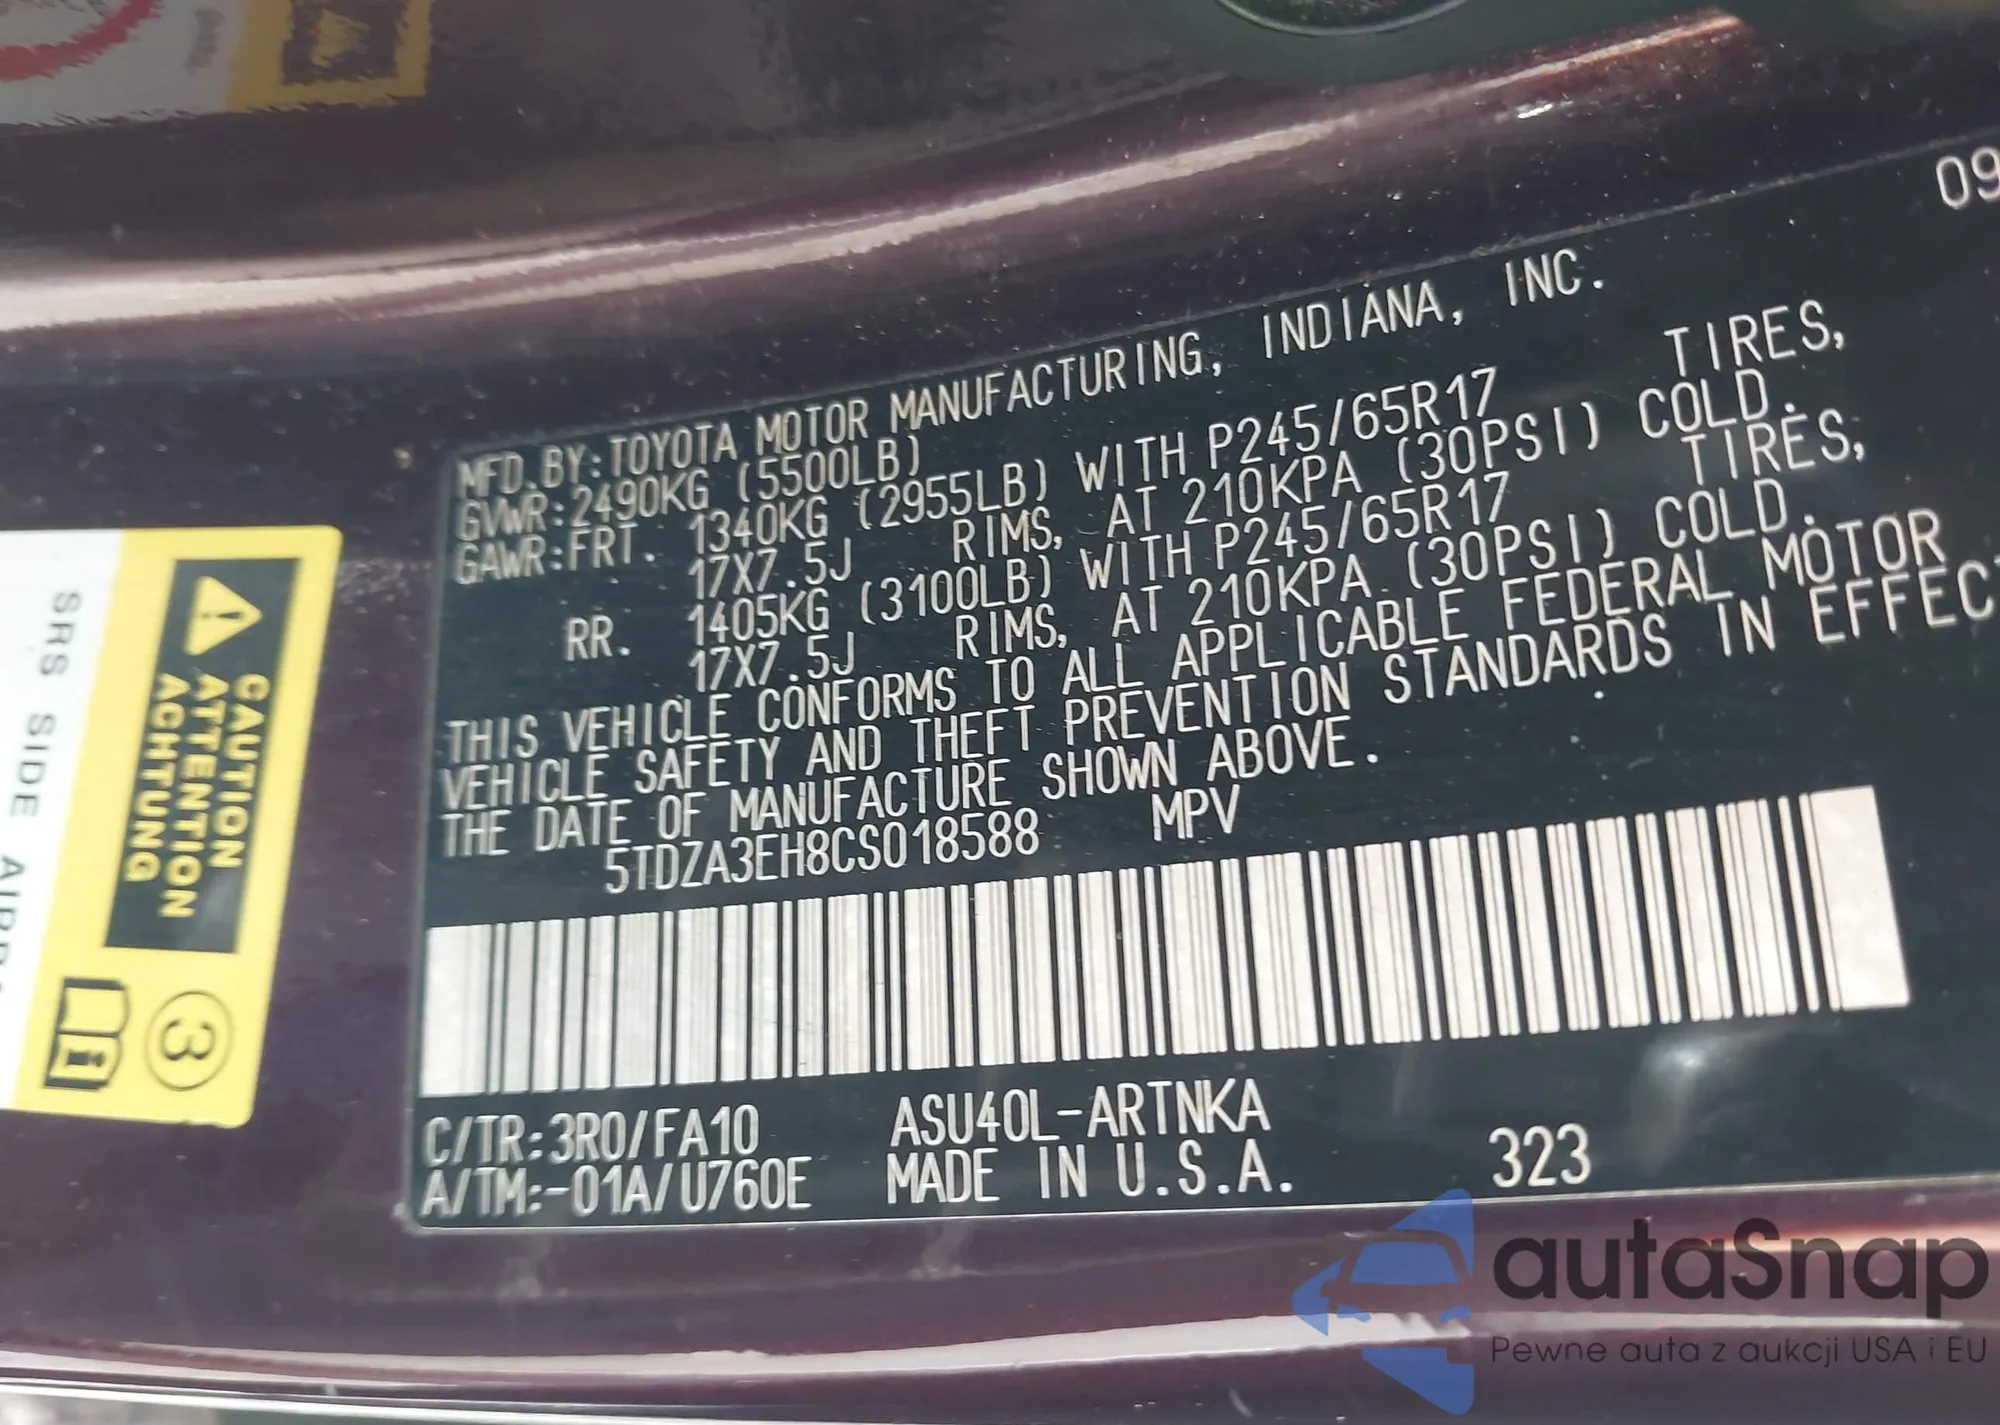 09
MFD.BY:TOYOTA MOTOR MANUFACTURING, INDIANA, INC.
GVWR:2490KG (5500LB)
GAWR:FRT. 1340KG (2955LB) WITH P245/65R17 TIRES,
17X7.5J RIMS, AT 210KPA (30PSI) COLD.
RR. 1405KG (3100LB) WITH P245/65R17 TIRES,
17X7.5J RIMS, AT 210KPA (30PSI) COLD.
THIS VEHICLE CONFORMS TO ALL APPLICABLE FEDERAL MOTOR
VEHICLE SAFETY AND THEFT PREVENTION STANDARDS IN EFFECT
THE DATE OF MANUFACTURE SHOWN ABOVE.
5TDZA3EH8CS018588 MPV
C/TR:3R0/FA10 ASU40L-ARTNKA
A/TM:-01A/U760E MADE IN U.S.A. 323
CAUTION
ATTENTION
ACHTUNG
3
SRS SIDE
autaSnap
Pewne auta z aukcji USA i EU